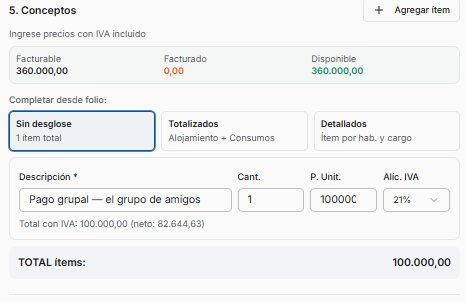 5. Conceptos
+ Agregar ítem
Ingrese precios con IVA incluido
Facturable Facturado Disponible
360.000,00 0,00 360.000,00
Completar desde folio:
Sin desglose Totalizados Detallados
1 ítem total Alojamiento + Consumos Ítem por hab. y cargo
Descripción * Cant. P. Unit. Alíc. IVA
Pago grupal — el grupo de amigos 1 100000 21%
Total con IVA: 100.000,00 (neto: 82.644,63)
TOTAL ítems: 100.000,00